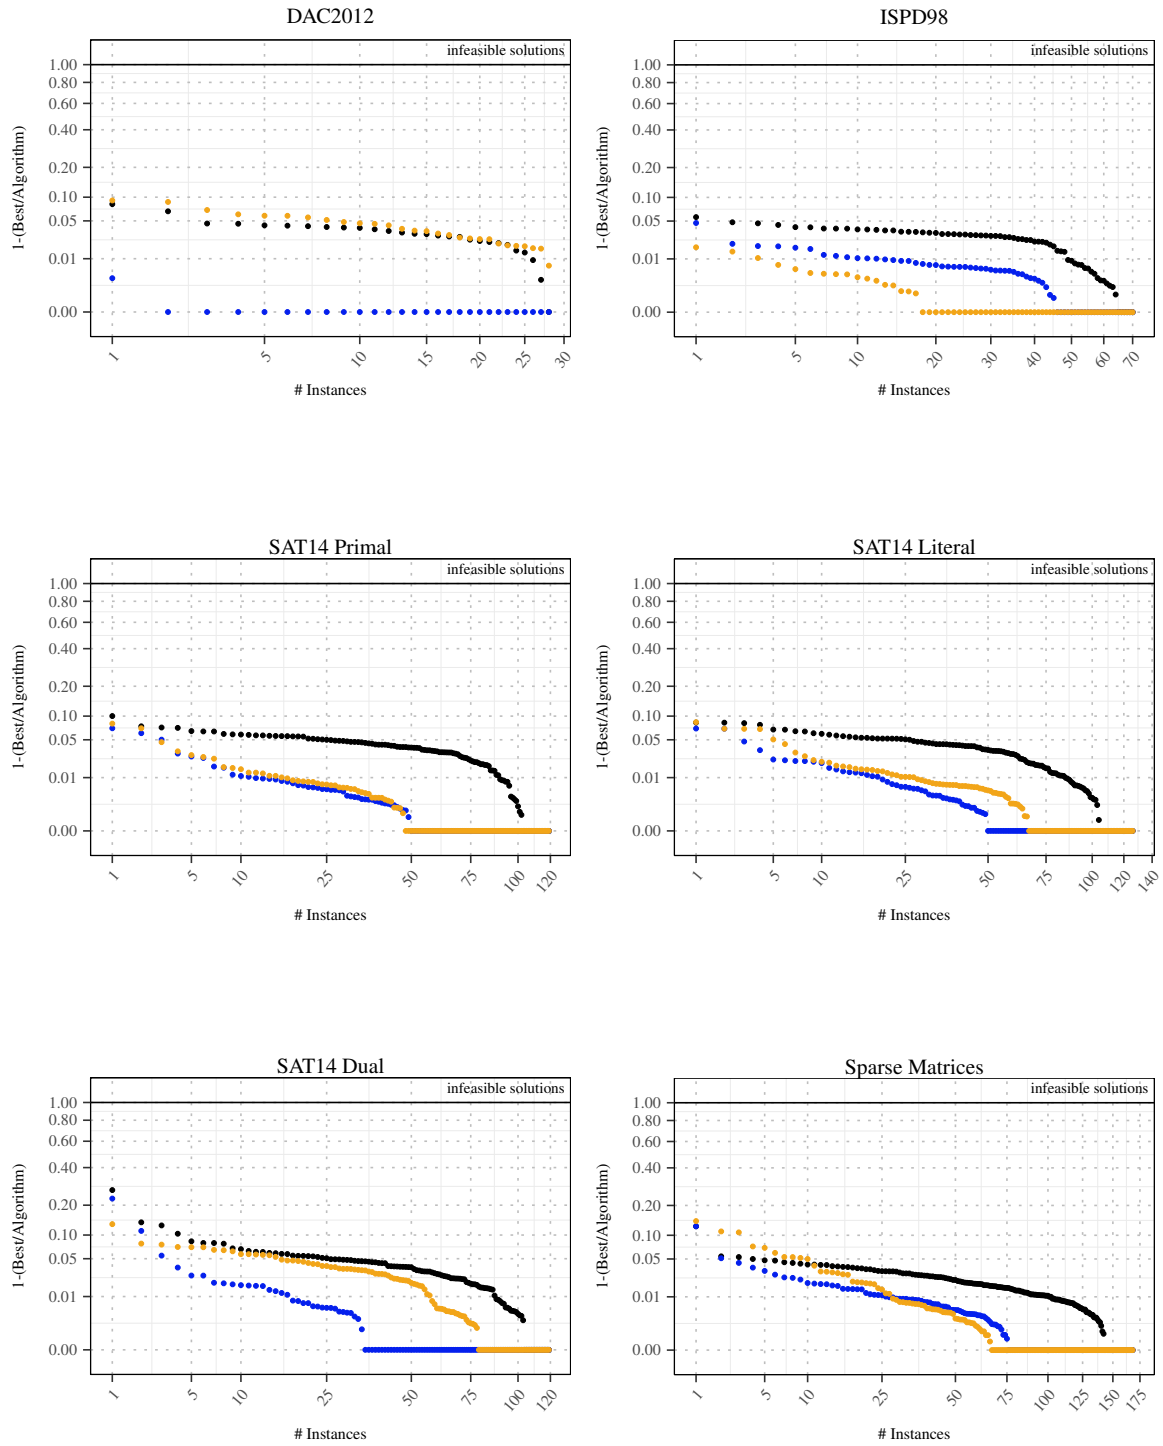 DAC2012
infeasible solutions
1-(Best/Algorithm)
1.00
0.80
0.60
0.40
0.20
0.10
0.05
0.01
0.00
1 5 10 15 20 25 30
# Instances
ISPD98
infeasible solutions
1-(Best/Algorithm)
1.00
0.80
0.60
0.40
0.20
0.10
0.05
0.01
0.00
1 5 10 20 30 40 50 60 70
# Instances
SAT14 Primal
infeasible solutions
1-(Best/Algorithm)
1.00
0.80
0.60
0.40
0.20
0.10
0.05
0.01
0.00
1 5 10 25 50 75 100 120
# Instances
SAT14 Literal
infeasible solutions
1-(Best/Algorithm)
1.00
0.80
0.60
0.40
0.20
0.10
0.05
0.01
0.00
1 5 10 25 50 75 100 120 140
# Instances
SAT14 Dual
infeasible solutions
1-(Best/Algorithm)
1.00
0.80
0.60
0.40
0.20
0.10
0.05
0.01
0.00
1 5 10 25 50 75 100 120
# Instances
Sparse Matrices
infeasible solutions
1-(Best/Algorithm)
1.00
0.80
0.60
0.40
0.20
0.10
0.05
0.01
0.00
1 5 10 25 50 75 100 125 150 175
# Instances